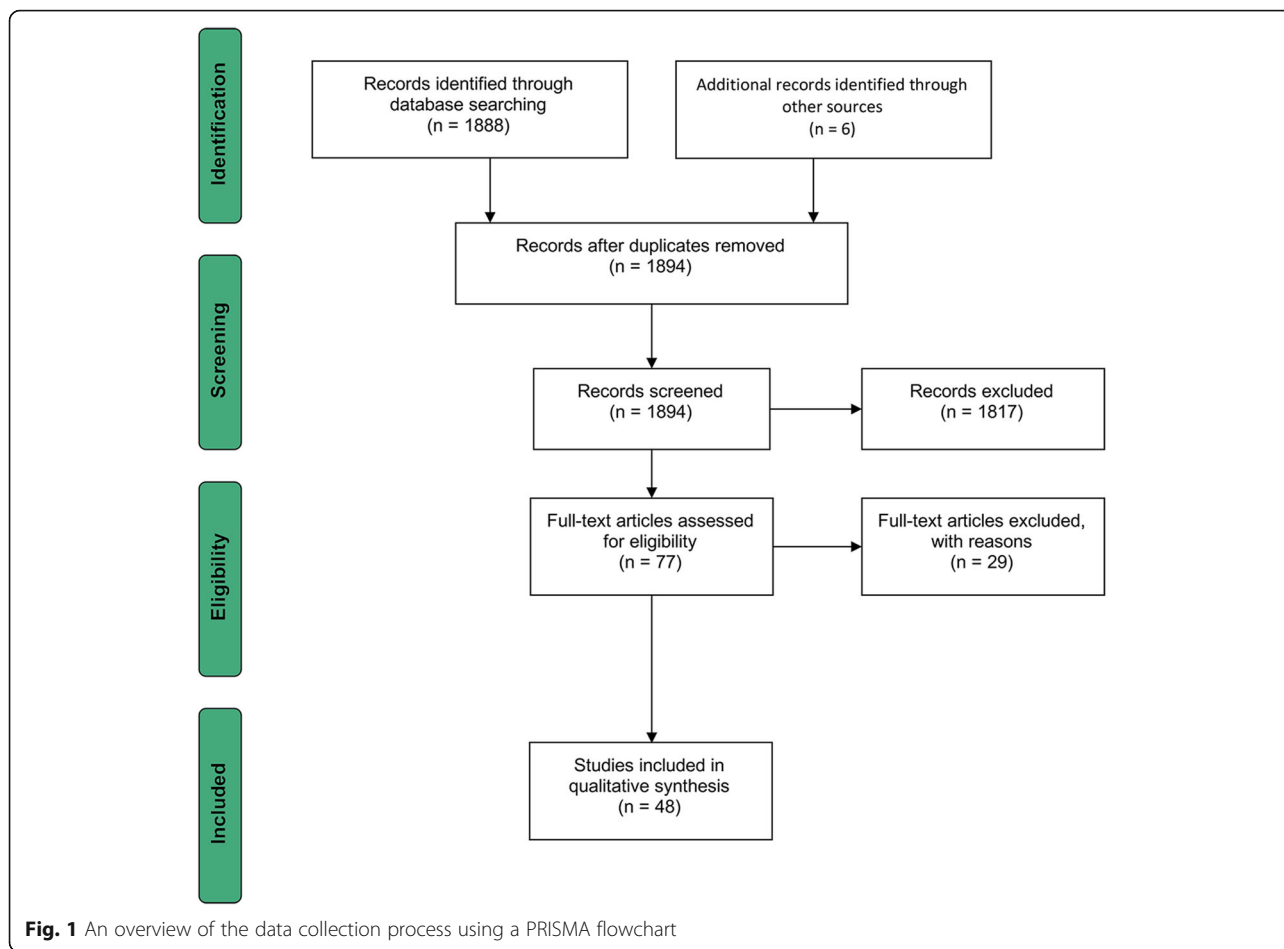 Identification
Records identified through
database searching
(n = 1888)
Additional records identified through
other sources
(n = 6)
Records after duplicates removed
(n = 1894)
Screening
Records screened
(n = 1894)
Records excluded
(n = 1817)
Eligibility
Full-text articles assessed
for eligibility
(n = 77)
Full-text articles excluded,
with reasons
(n = 29)
Included
Studies included in
qualitative synthesis
(n = 48)
Fig. 1 An overview of the data collection process using a PRISMA flowchart